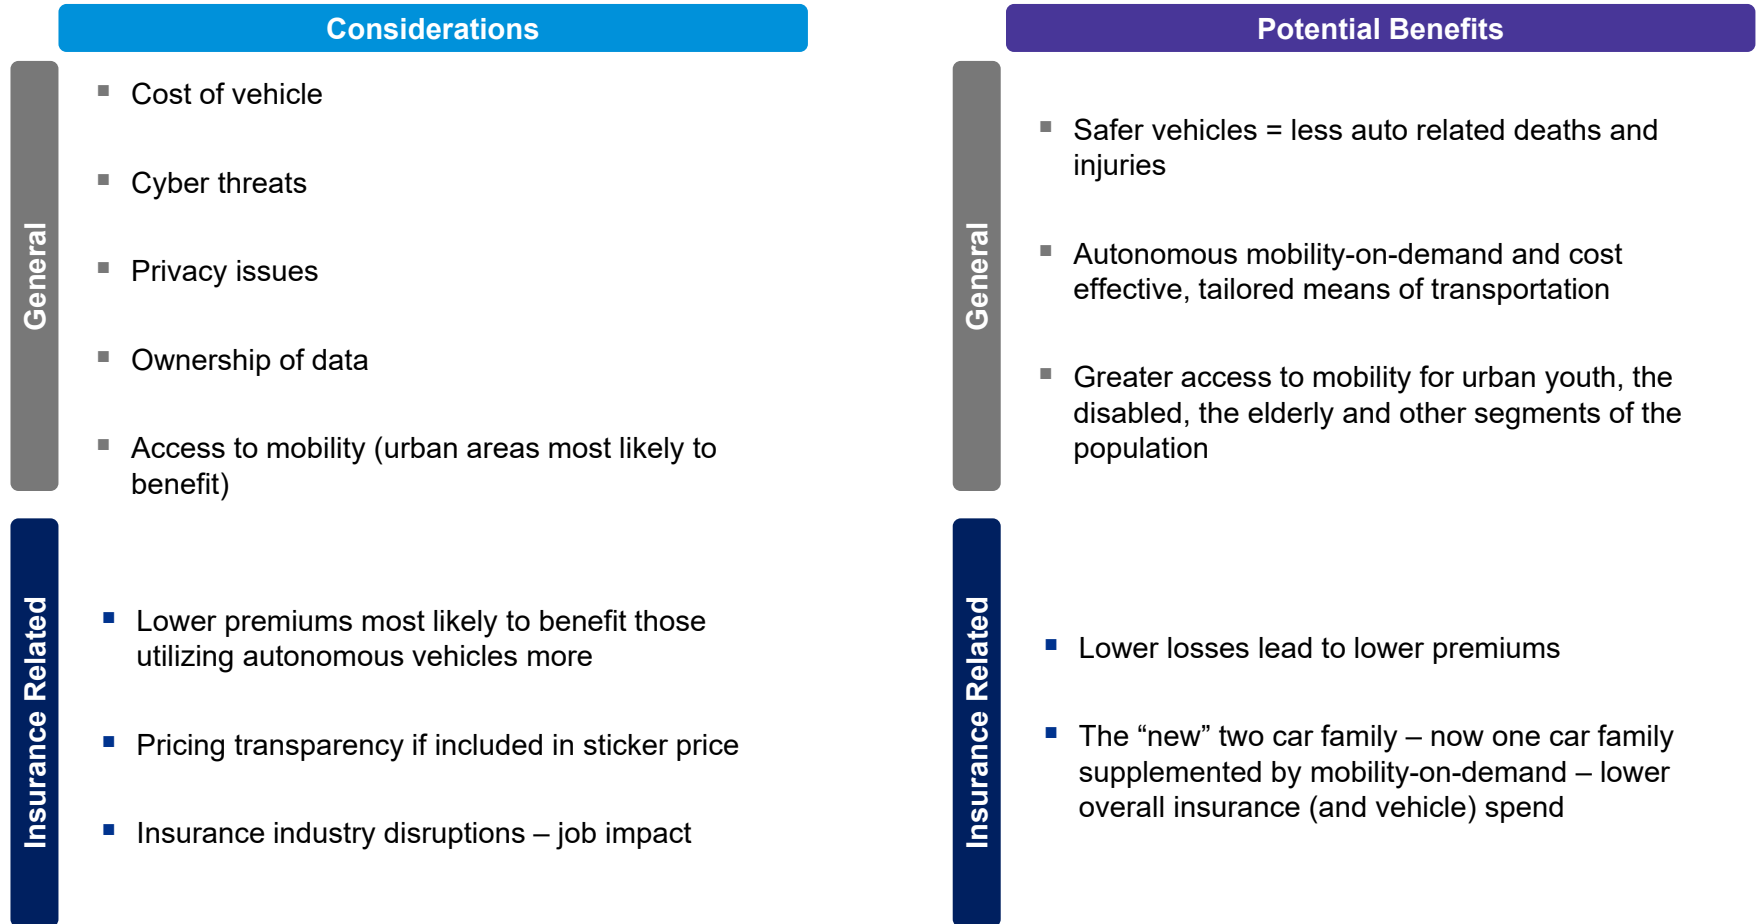 Considerations
General
▪ Cost of vehicle
▪ Cyber threats
▪ Privacy issues
▪ Ownership of data
▪ Access to mobility (urban areas most likely to
benefit)
Insurance Related
▪ Lower premiums most likely to benefit those
utilizing autonomous vehicles more
▪ Pricing transparency if included in sticker price
▪ Insurance industry disruptions – job impact
Potential Benefits
General
▪ Safer vehicles = less auto related deaths and
injuries
▪ Autonomous mobility-on-demand and cost
effective, tailored means of transportation
▪ Greater access to mobility for urban youth, the
disabled, the elderly and other segments of the
population
Insurance Related
▪ Lower losses lead to lower premiums
▪ The “new” two car family – now one car family
supplemented by mobility-on-demand – lower
overall insurance (and vehicle) spend